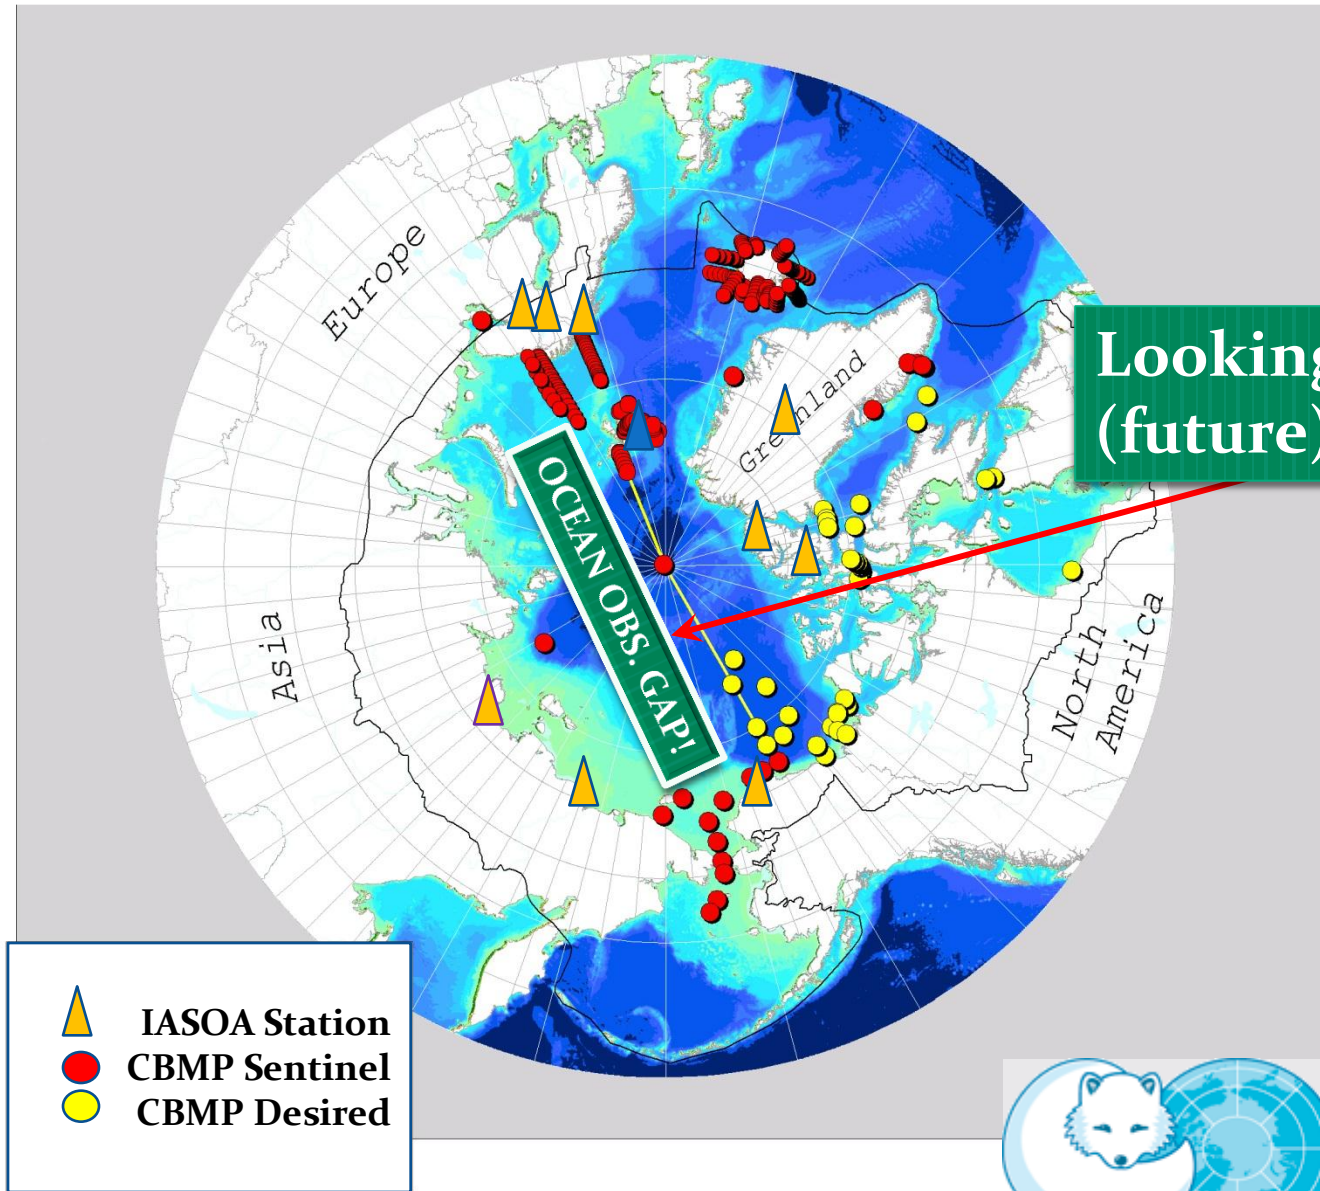 Europe
Greenland
Looking
(future)
OCEAN OBS. GAP!
Asia
North
America
IASOA Station
CBMP Sentinel
CBMP Desired